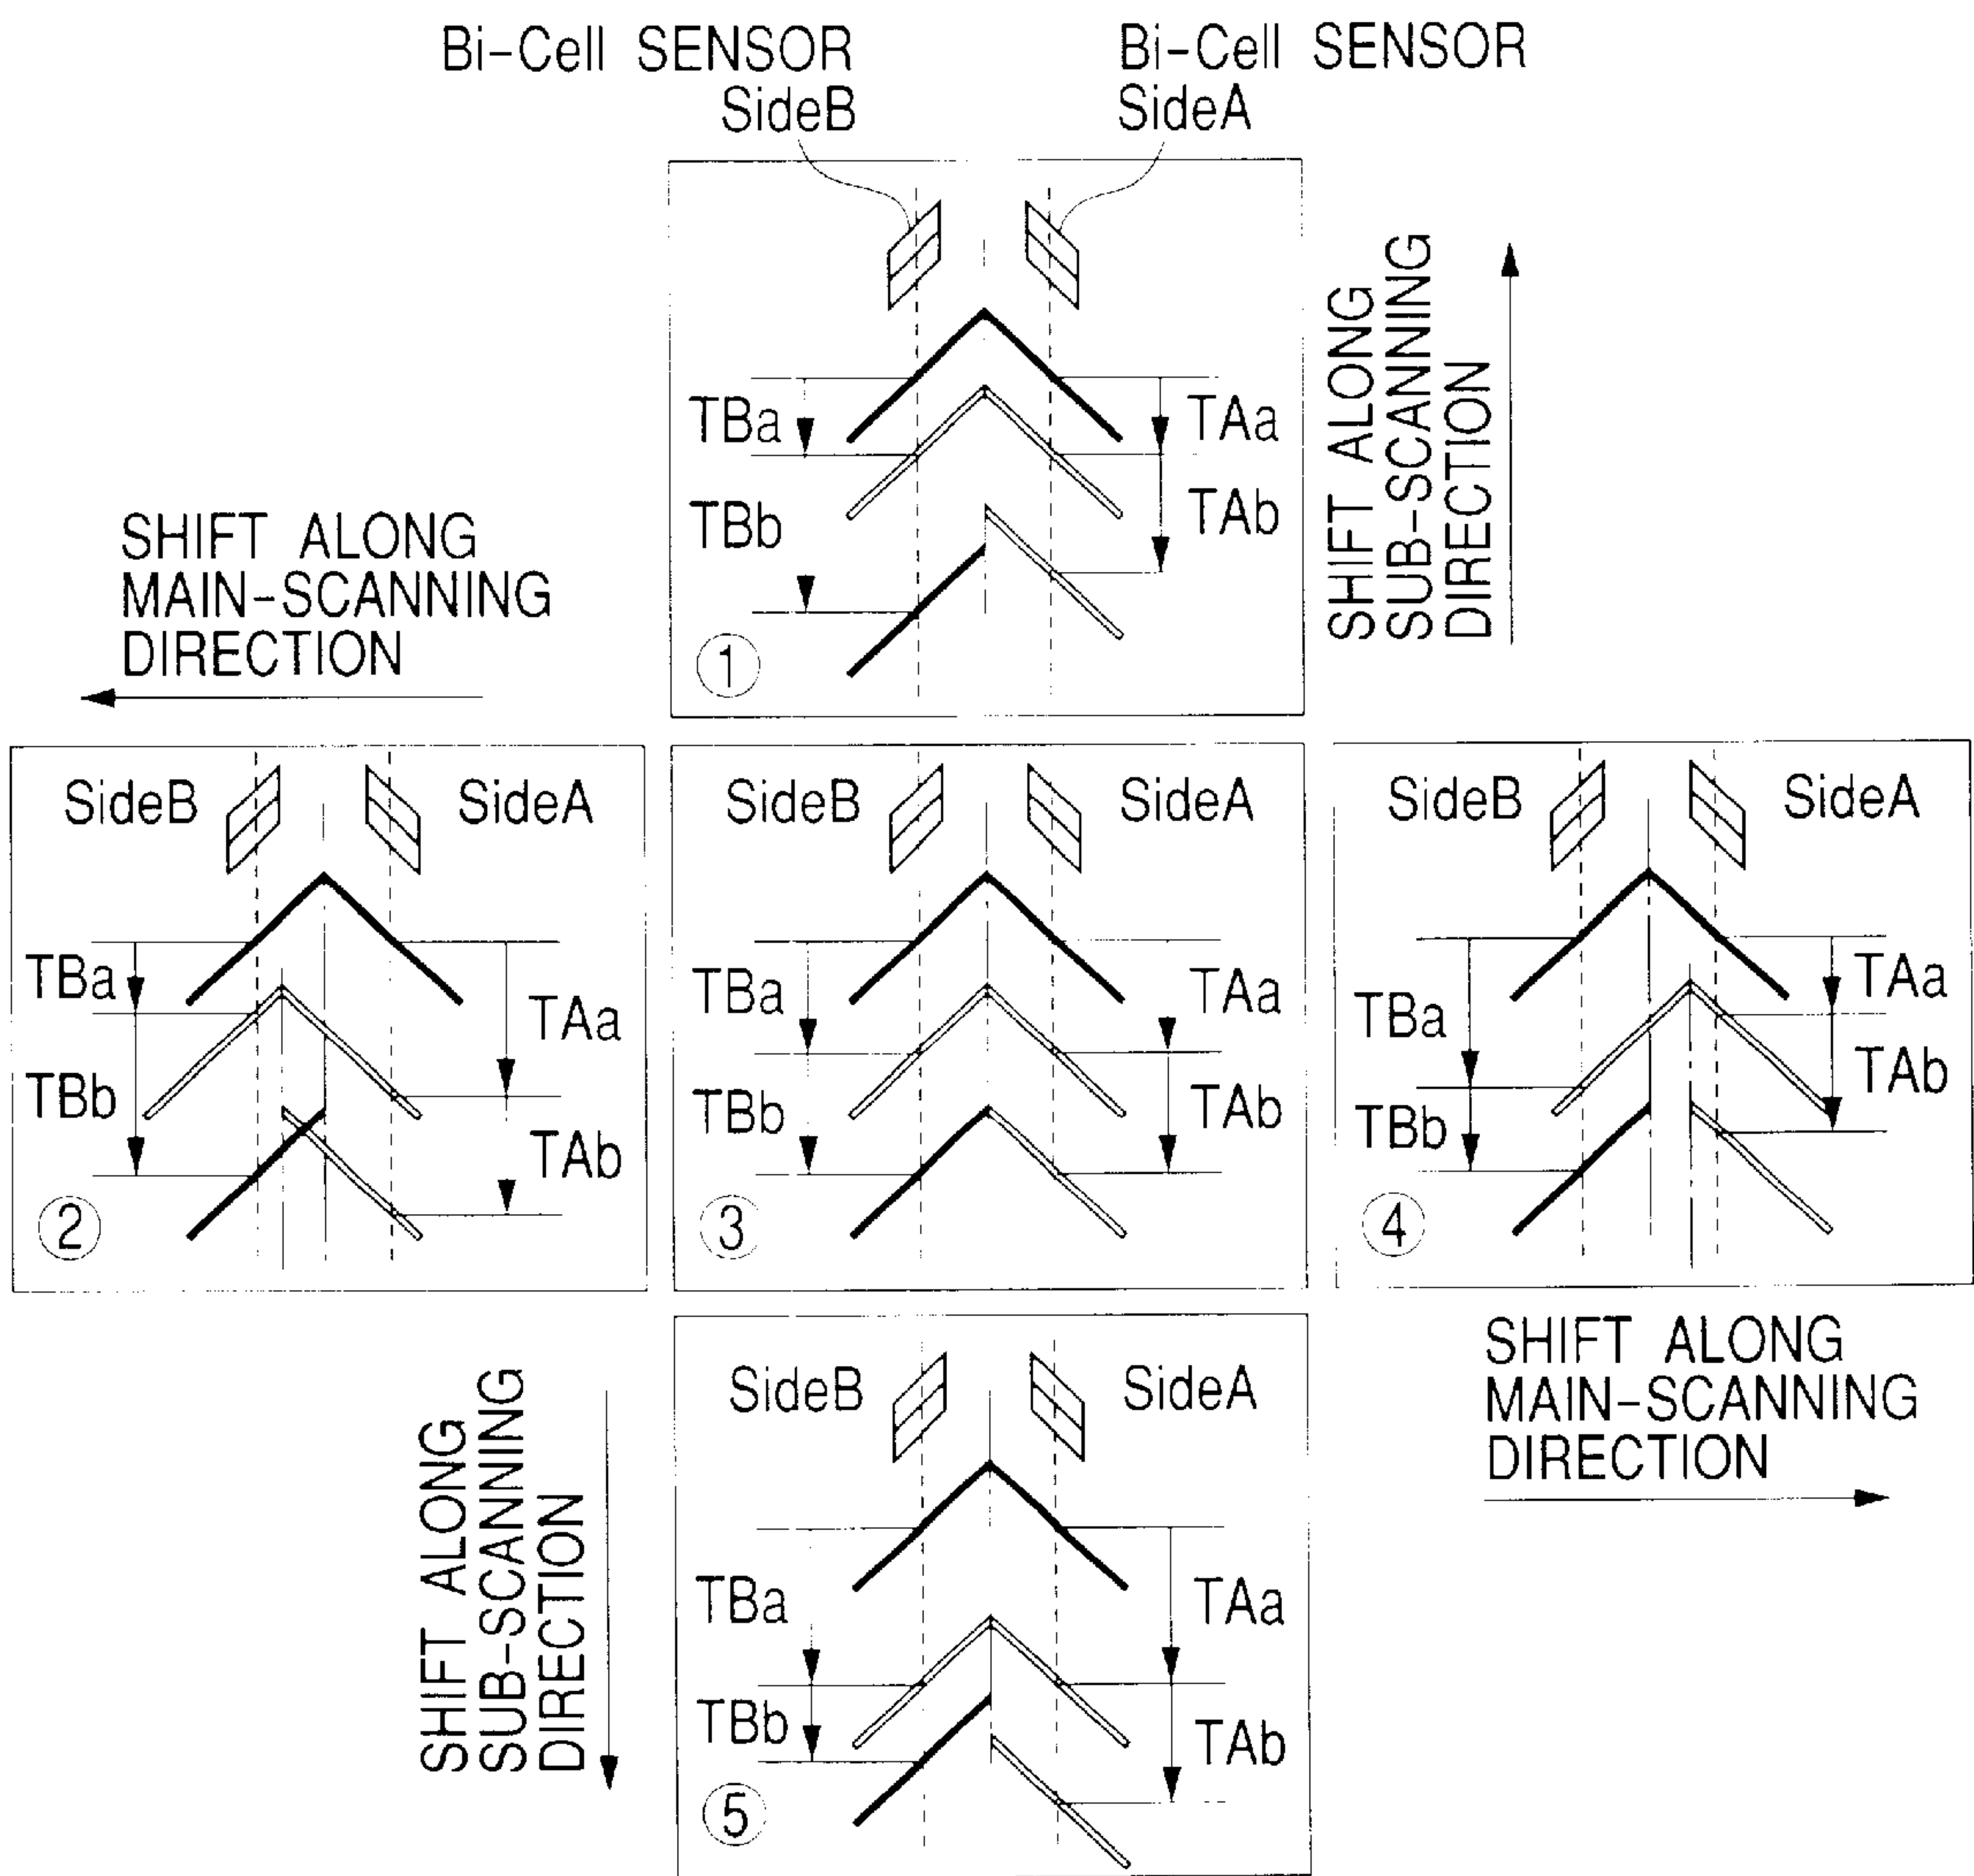 Bi-Cell SENSOR
SideB
Bi-Cell SENSOR
SideA
TBa
TAa
TBb
TAb
①
SHIFT ALONG
SUB-SCANNING
DIRECTION
SHIFT ALONG
MAIN-SCANNING
DIRECTION
SideB
SideA
TBa
TAa
TBb
TAb
②
SideB
SideA
TBa
TAa
TBb
TAb
③
SideB
SideA
TBa
TAa
TBb
TAb
④
SHIFT ALONG
SUB-SCANNING
DIRECTION
SideB
SideA
TBa
TAa
TBb
TAb
⑤
SHIFT ALONG
MAIN-SCANNING
DIRECTION